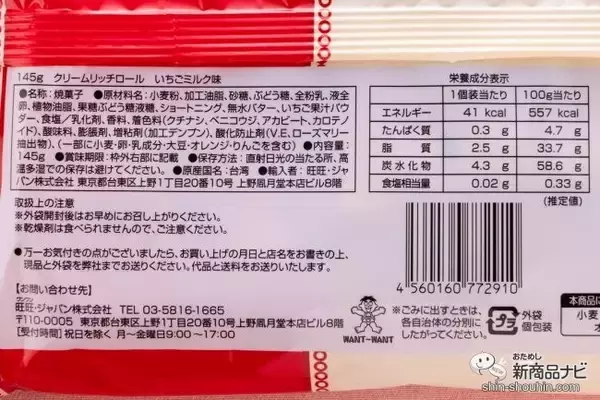 145g クリームリッチロール いちごミルク味
●名称:焼菓子 ●原材料名:小麦粉、加工油脂、砂糖、ぶどう糖、全粉乳、液全
卵、植物油脂、果糖ぶどう糖液糖、ショートニング、無水バター、いちご果汁パウ
ダー、食塩/乳化剤、香料、着色料(クチナシ、ベニコウジ、アカビート、カロテノ
イド)、酸味料、膨脹剤、増粘剤(加工デンプン)、酸化防止剤(V.E、ローズマリー
抽出物)、(一部に小麦・卵・乳成分・大豆・オレンジ・りんごを含む) ●内容量:
145g ●賞味期限:枠外右部に記載 ●保存方法:直射日光の当たる所、高
温多湿での保存は避けてください。 ●原産国名:台湾 ●輸入者:旺旺・ジャ
パン株式会社 東京都台東区上野1丁目20番10号 上野風月堂本店ビル8階
取扱上の注意
※外袋開封後はお早めにお召し上がりください。
※乾燥剤は食べられませんので、ご注意ください。
●万一お気付きの点がございましたら、お買い上げの月日と店名をお書きの上、
現品と外袋を弊社までお送りください。代品と送料をお送りいたします。
【お問い合わせ先】
ワンワン
旺旺・ジャパン株式会社 TEL 03-5816-1665
〒110-0005 東京都台東区上野1丁目20番10号 上野風月堂本店ビル8階
【受付時間】祝日を除く 月〜金曜日9:00〜17:00
栄養成分表示
1個装当たり 100g当たり
エネルギー 41 kcal 557 kcal
たんぱく質 0.3 g 4.7 g
脂質 2.5 g 33.7 g
炭水化物 4.3 g 58.6 g
食塩相当量 0.02 g 0.33 g
(推定値)
4560160772910
WANT-WANT
※ごみに出すときは、
各自治体の分別に
したがってください。
プラ
外袋
個包装
本商品に
小麦
おためし
新商品ナビ
shin-shouhin.com